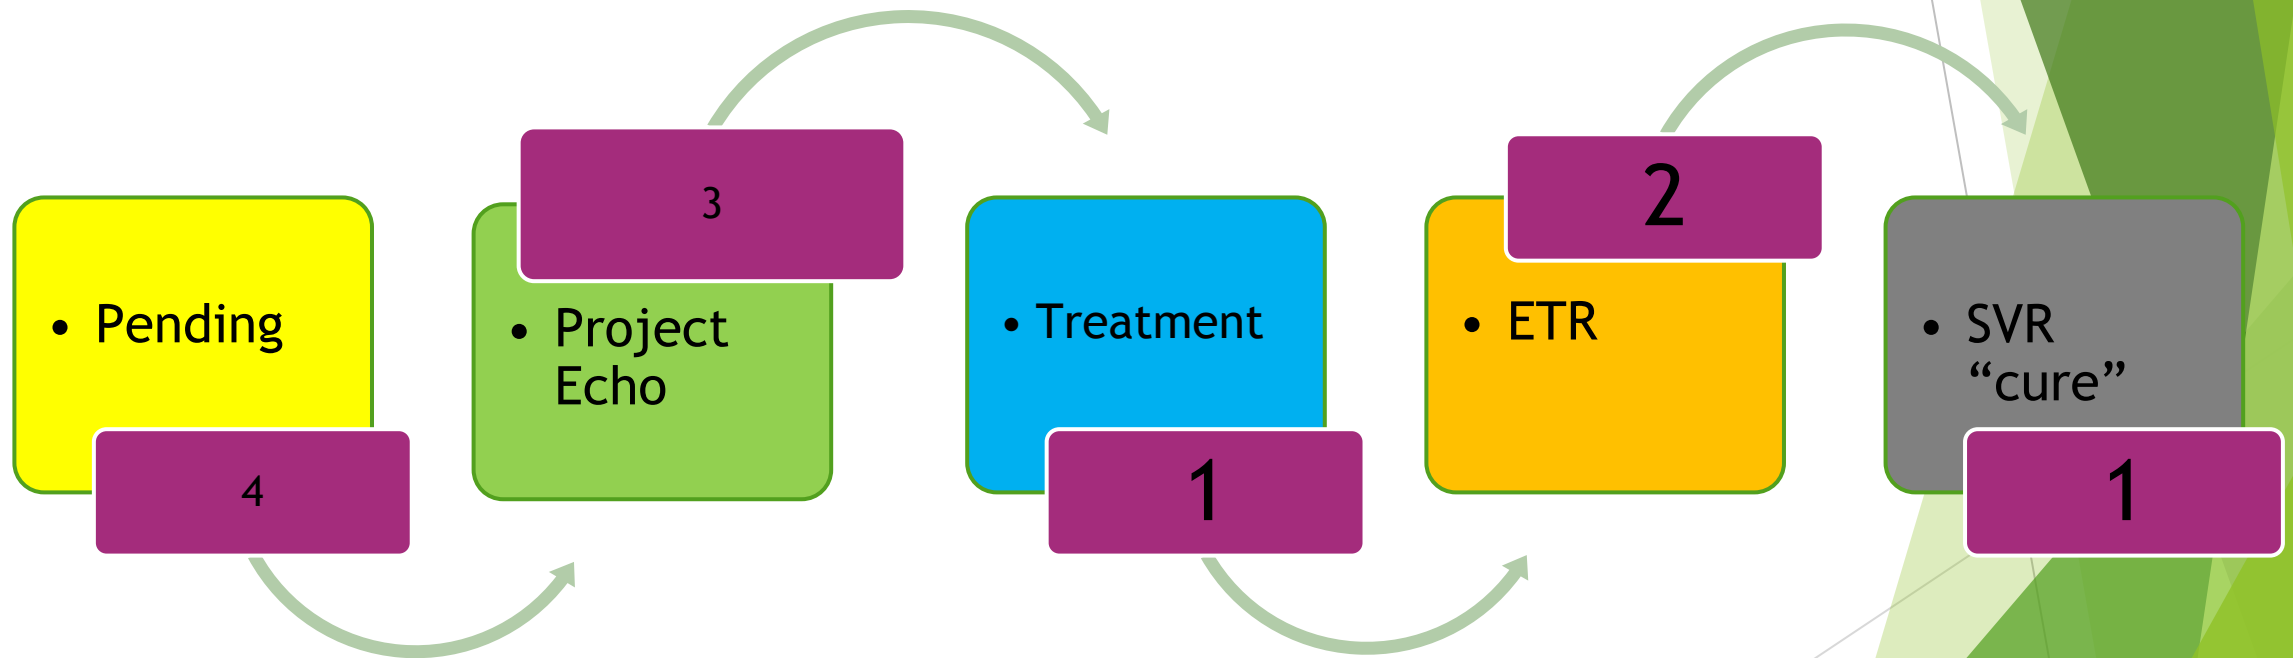 • Pending
4
3
• Project
Echo
• Treatment
1
• ETR
2
• SVR
“cure”
1